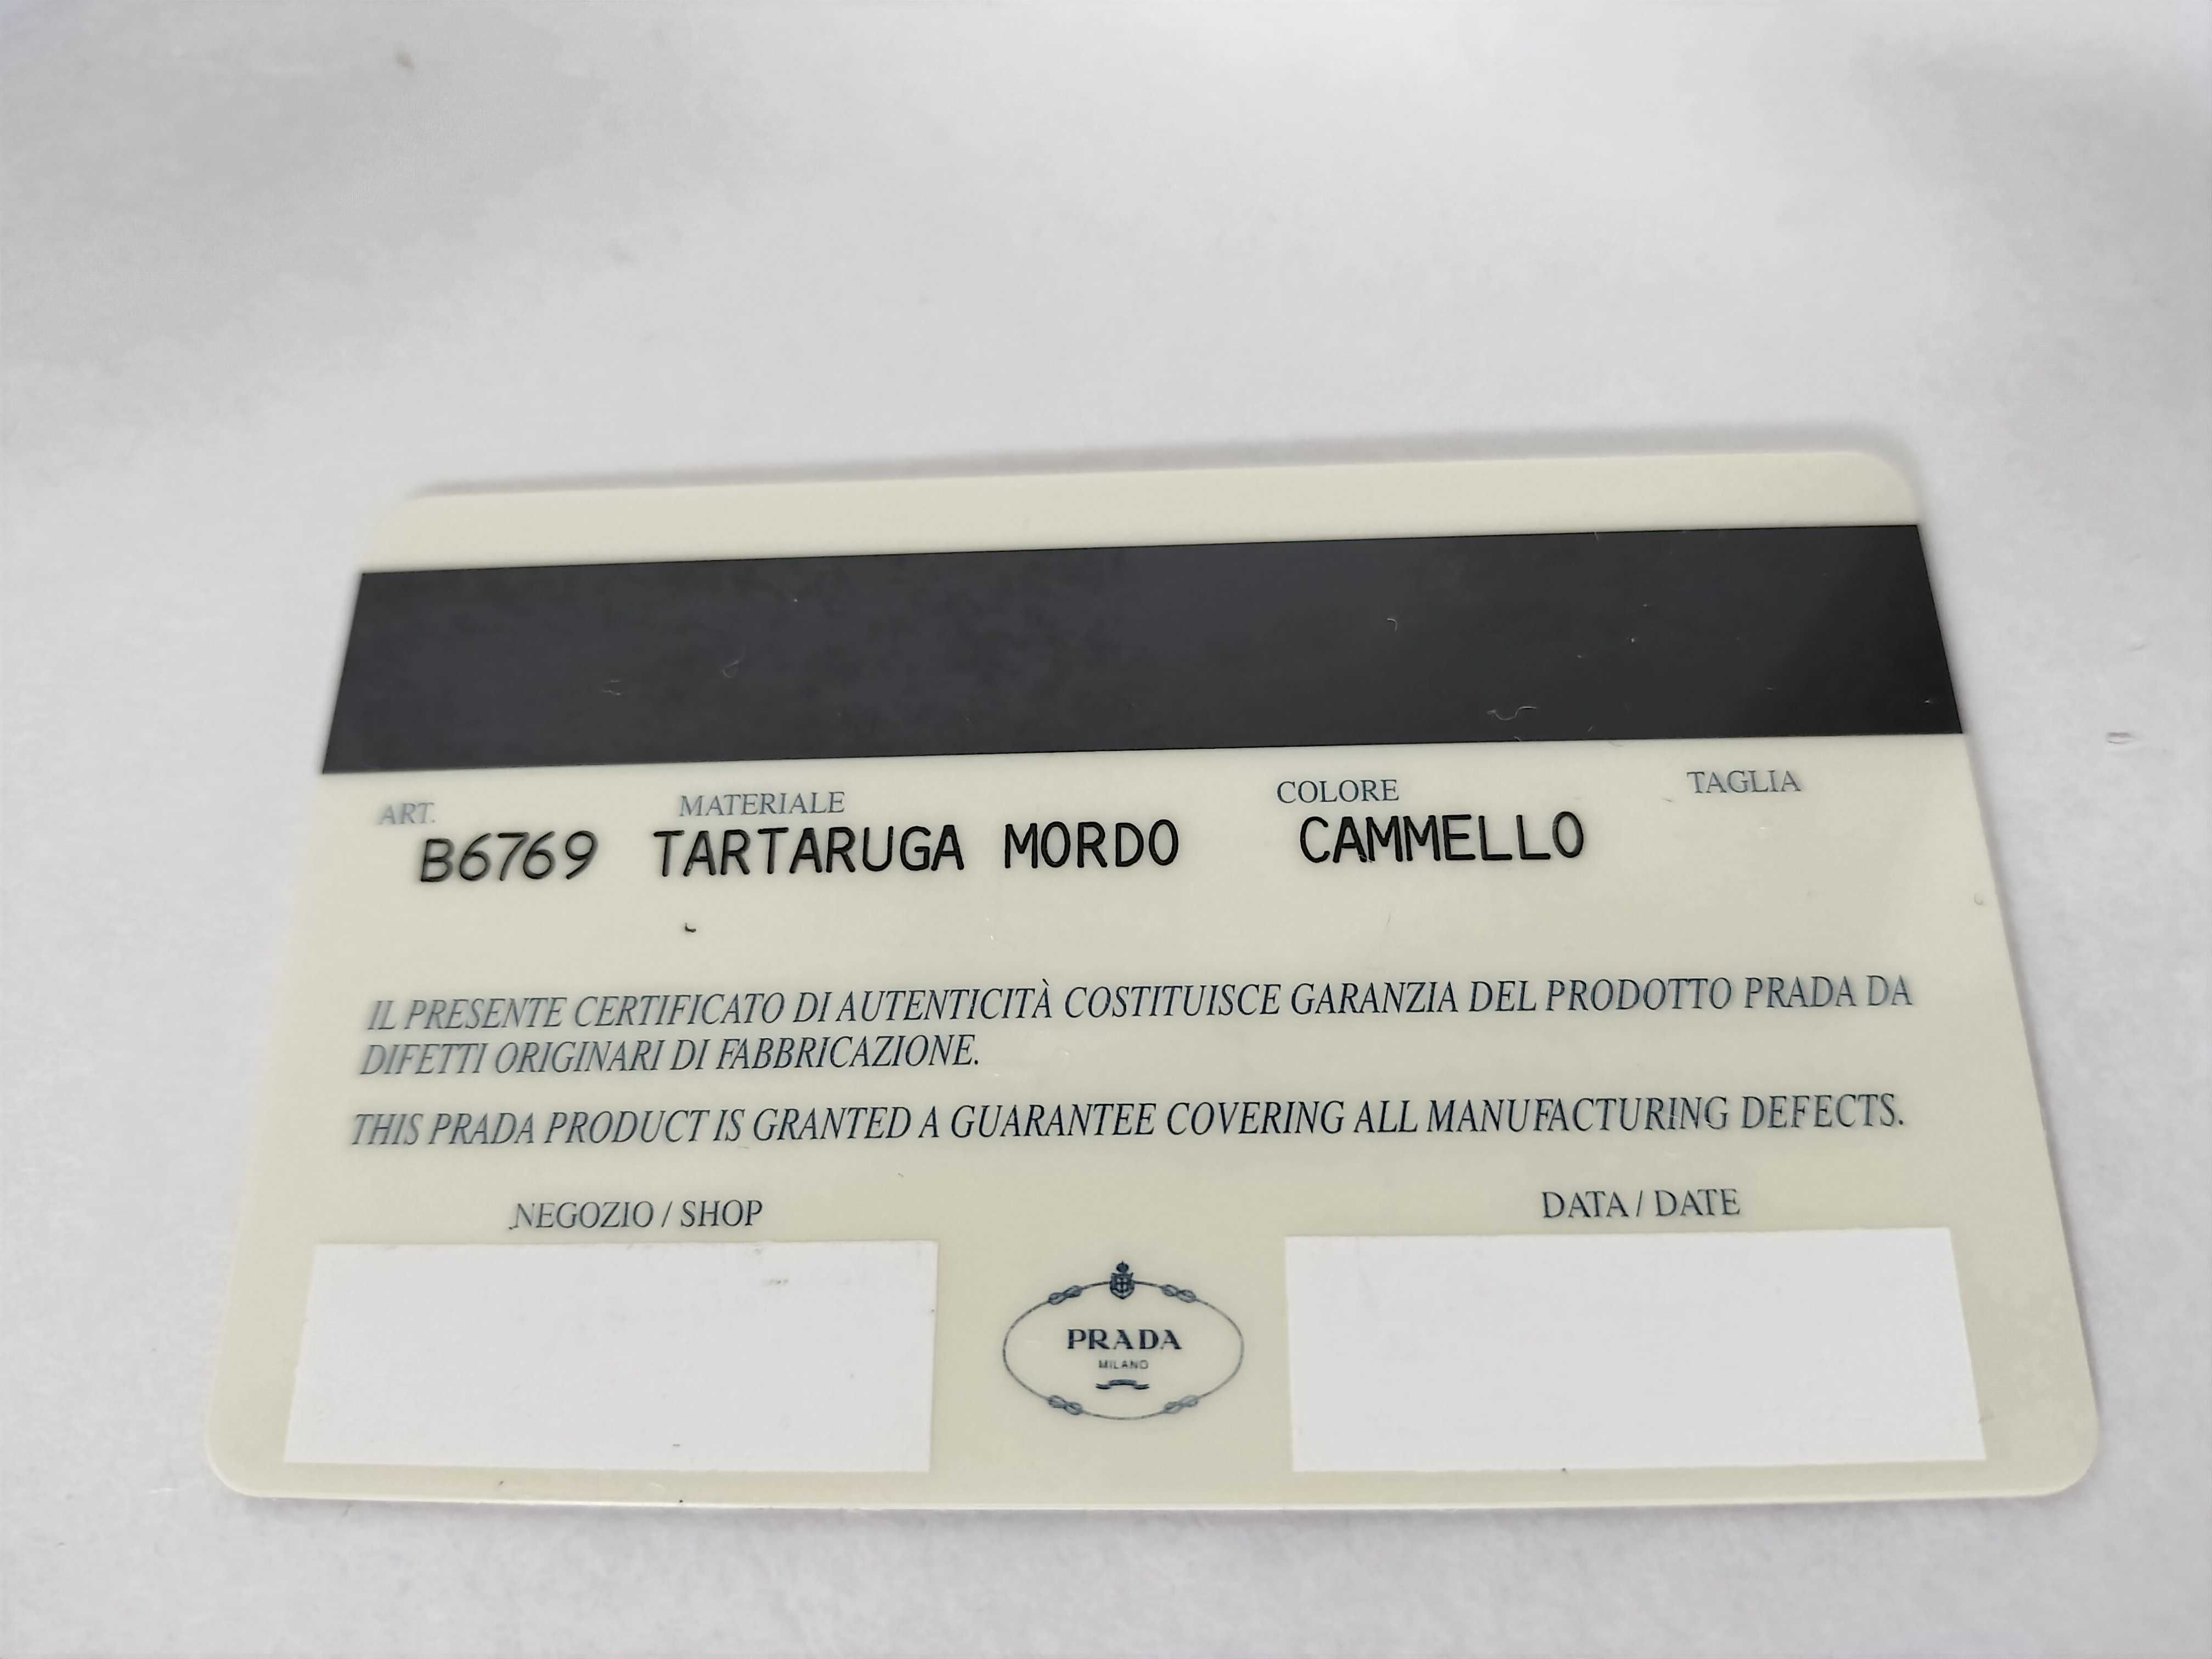 ART. MATERIALE COLORE TAGLIA
B6769 TARTARUGA MORDO CAMMELLO
IL PRESENTE CERTIFICATO DI AUTENTICITÀ COSTITUISCE GARANZIA DEL PRODOTTO PRADA DA
DIFETTI ORIGINARI DI FABBRICAZIONE.
THIS PRADA PRODUCT IS GRANTED A GUARANTEE COVERING ALL MANUFACTURING DEFECTS.
NEGOZIO / SHOP DATA / DATE
PRADA
MILANO